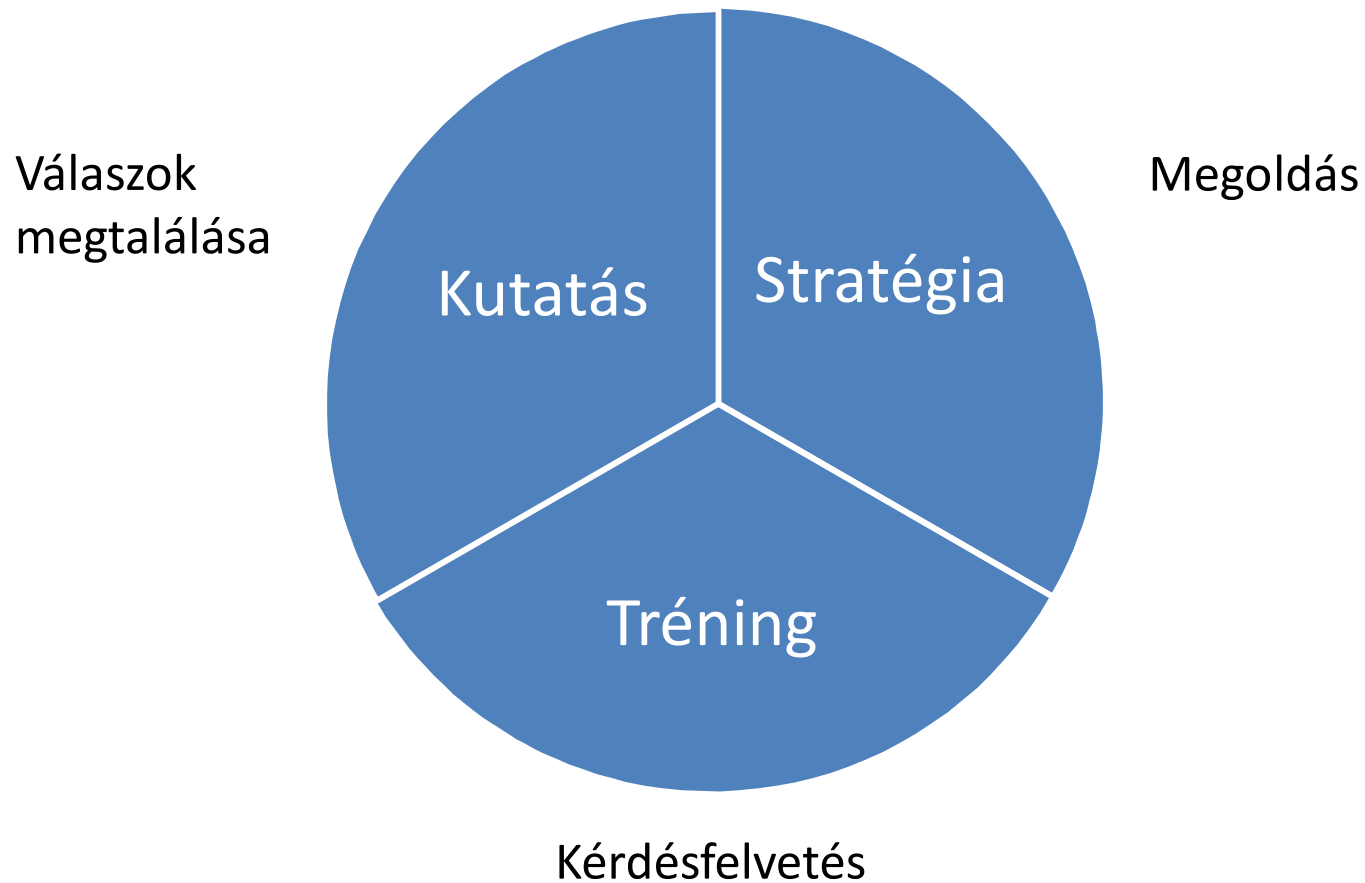 Válaszok
megtalálása
Megoldás
Kutatás
Stratégia
Tréning
Kérdésfelvetés